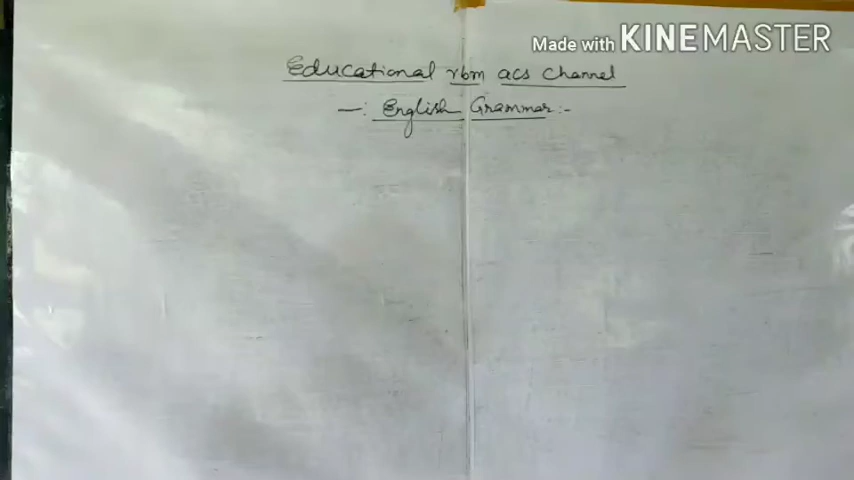 Made with KINEMASTER
Educational rbm acs channel
—: English Grammar :-